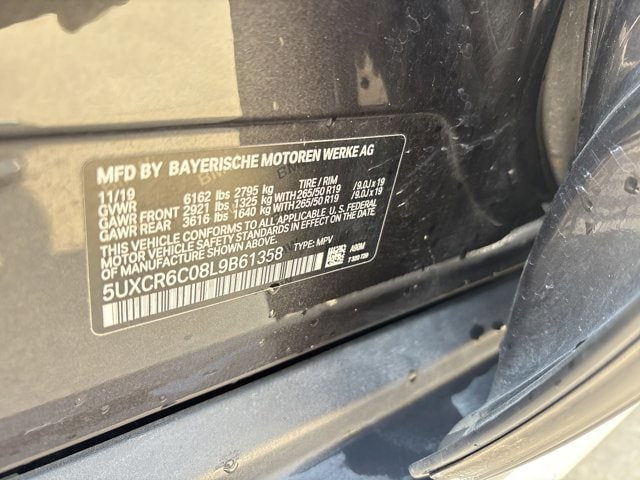 MFD BY BAYERISCHE MOTOREN WERKE AG
11/19 TIRE / RIM
GVWR 6162 lbs 2795 kg
GAWR FRONT 2921 lbs 1325 kg WITH 265/50 R19 / 9.0J x 19
GAWR REAR 3616 lbs 1640 kg WITH 265/50 R19 / 9.0J x 19
THIS VEHICLE CONFORMS TO ALL APPLICABLE U.S. FEDERAL
MOTOR VEHICLE SAFETY STANDARDS IN EFFECT ON THE DATE
OF MANUFACTURE SHOWN ABOVE.
5UXCR6C08L9B61358 TYPE: MPV